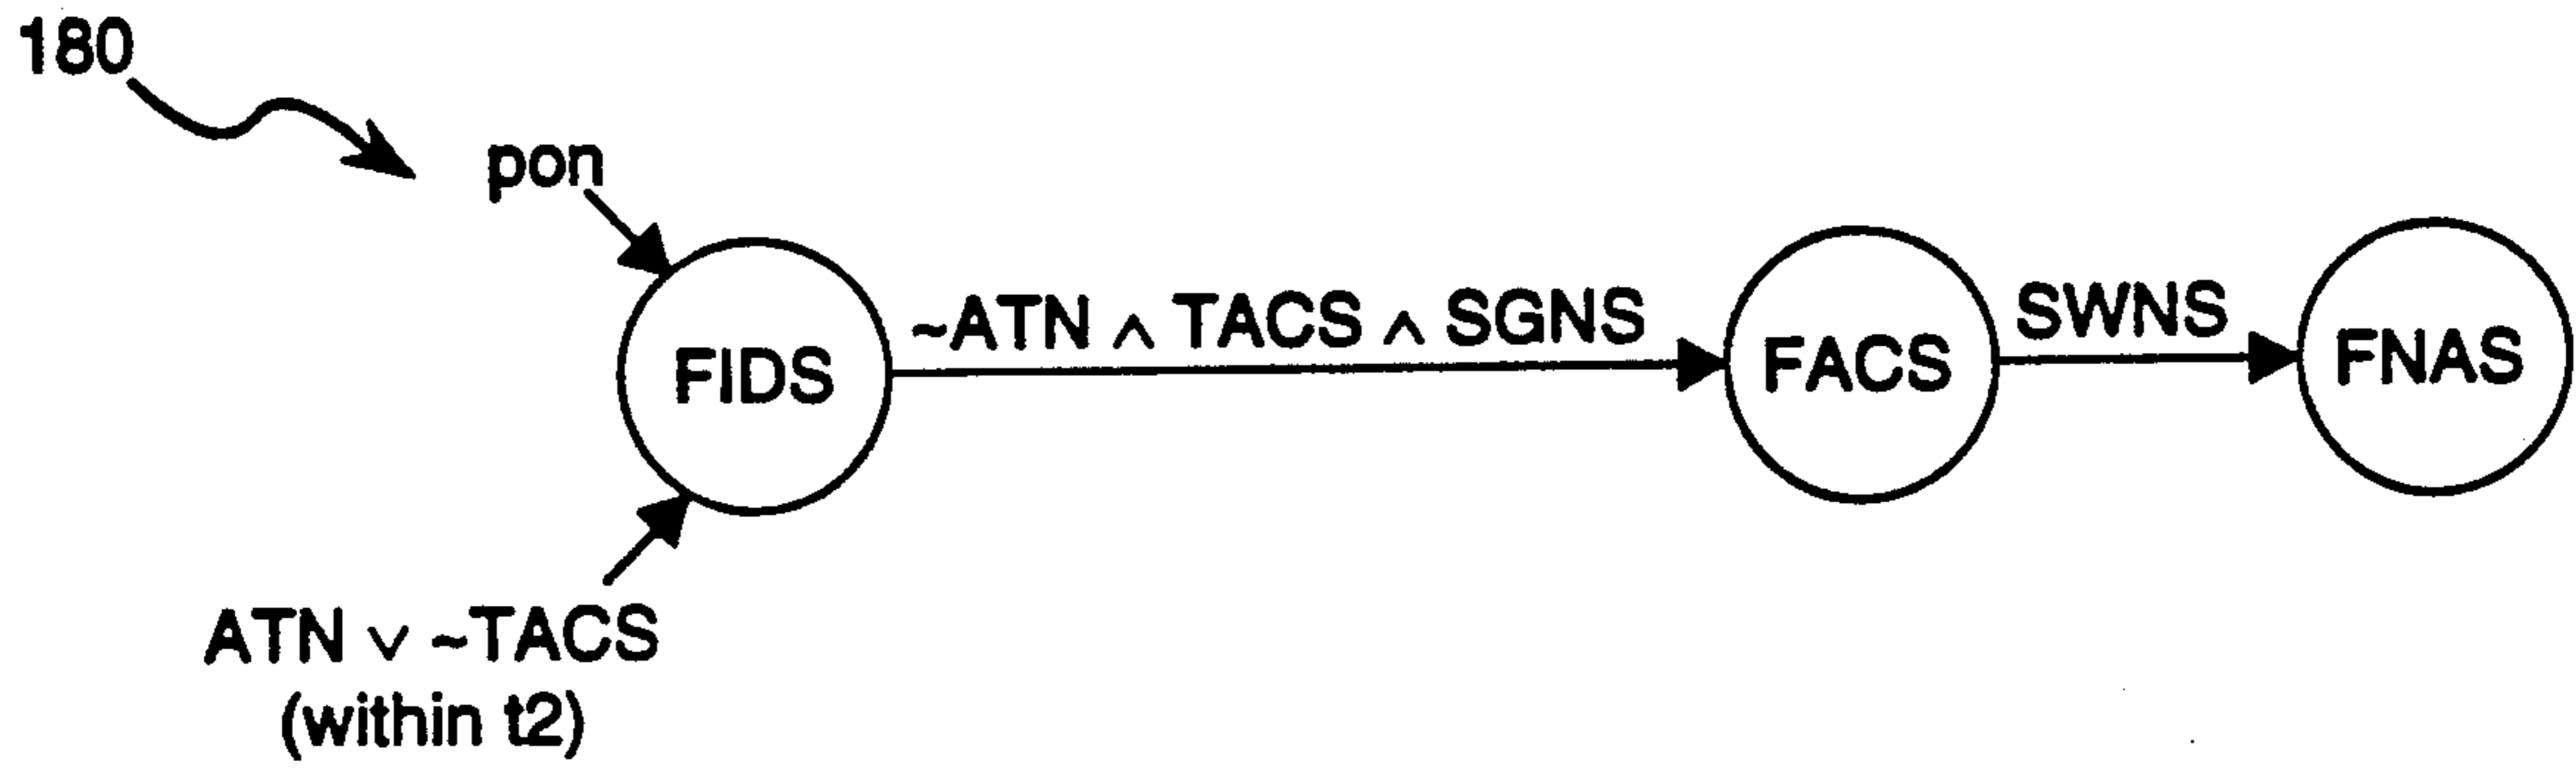 180
pon
FIDS
~ATN ∧ TACS ∧ SGNS
FACS
SWNS
FNAS
ATN ∨ ~TACS
(within t2)